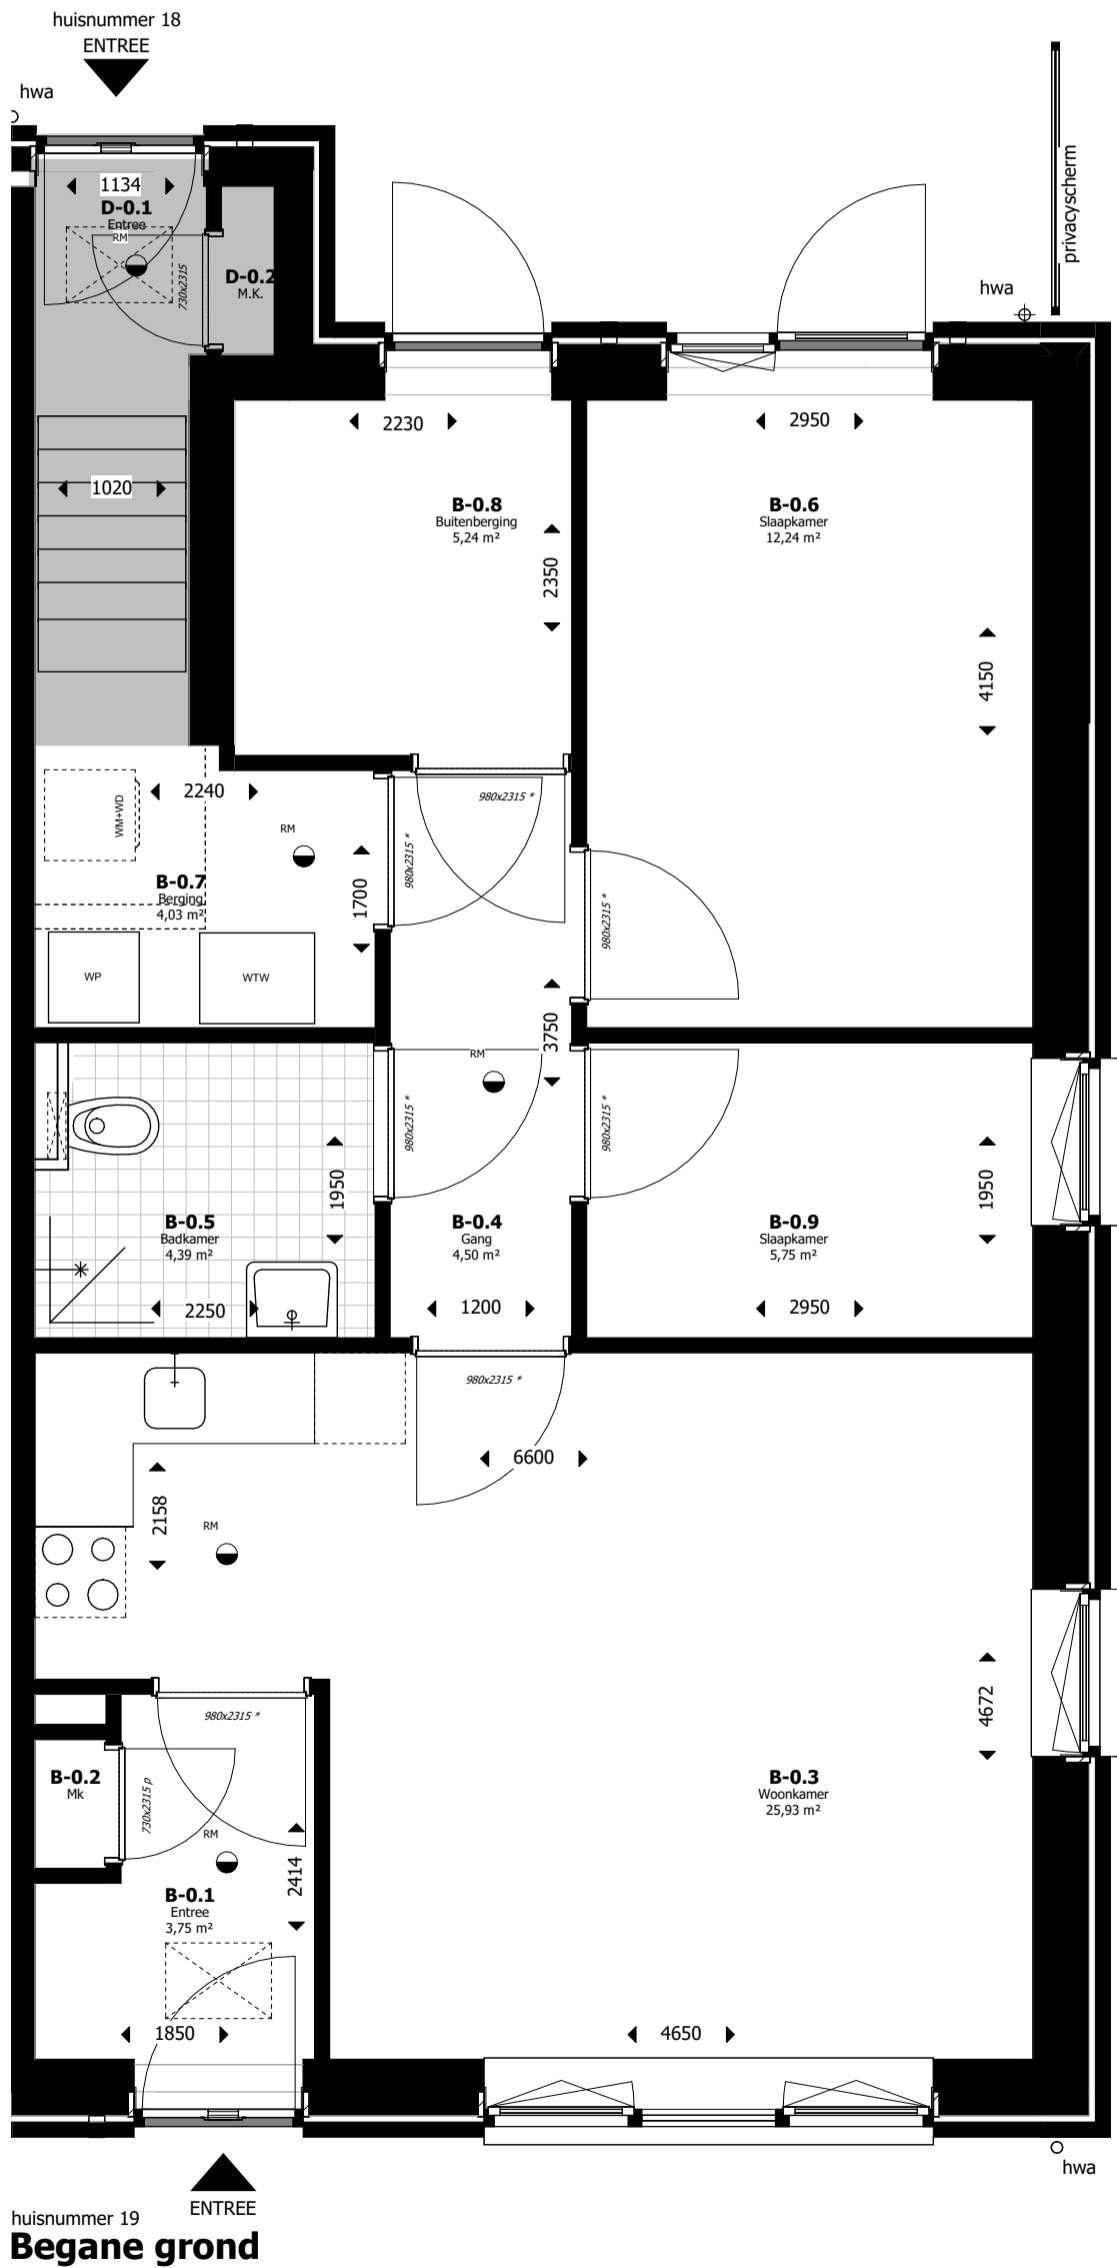 huisnummer 18
ENTREE
hwa
1134
D-0.1
Entree
RM
730x2315
D-0.2
M.K.
privacyscherm
hwa
2230
2950
1020
B-0.8
Buitenberging
5,24 m²
B-0.6
Slaapkamer
12,24 m²
2350
4150
2240
WM+WD
RM
980x2315 *
980x2315 *
B-0.7
Berging
4,03 m²
1700
980x2315 *
WP
WTW
3750
RM
980x2315 *
980x2315 *
1950
1950
B-0.5
Badkamer
4,39 m²
B-0.4
Gang
4,50 m²
B-0.9
Slaapkamer
5,75 m²
2250
1200
2950
980x2315 *
6600
2158
RM
4672
980x2315 *
B-0.2
Mk
730x2315 p
B-0.3
Woonkamer
25,93 m²
RM
2414
B-0.1
Entree
3,75 m²
1850
4650
hwa
ENTREE
huisnummer 19
Begane grond